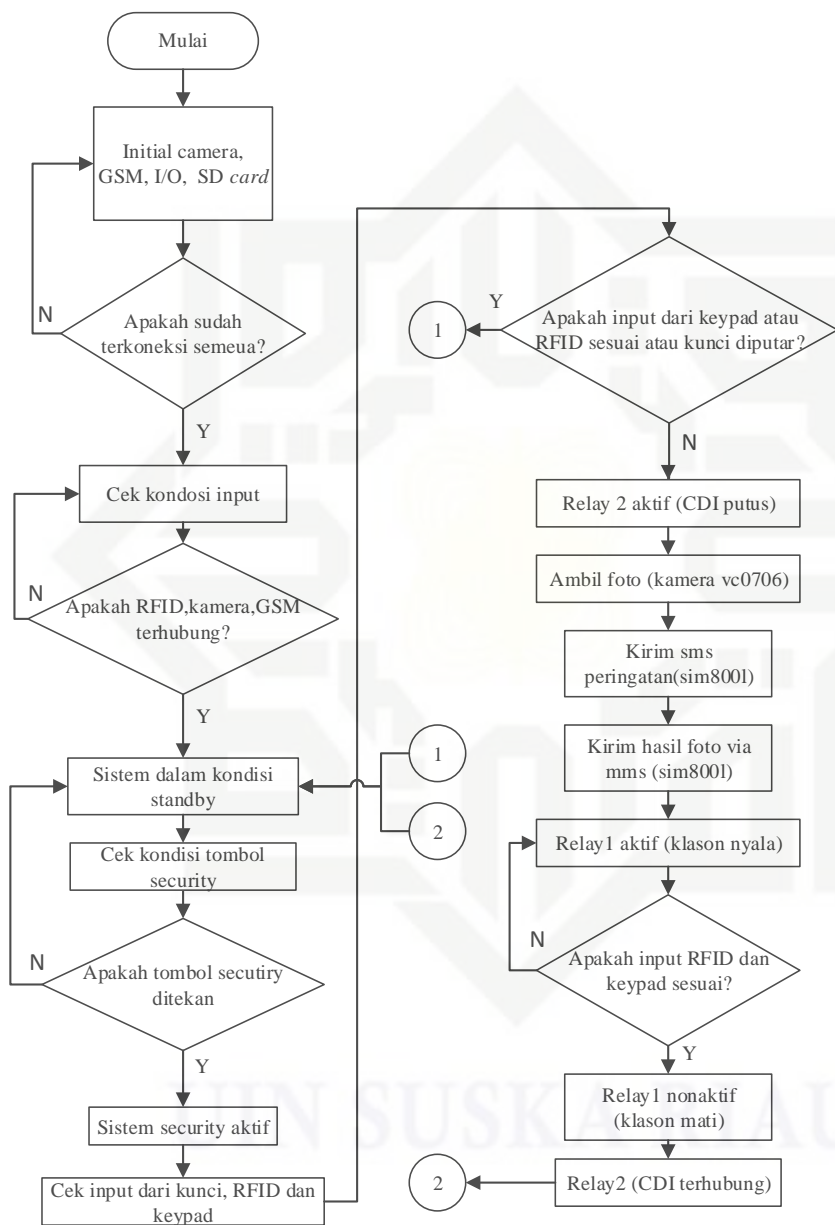 Mulai
Initial camera,
GSM, I/O, SD card
N
Apakah sudah
terkoneksi semeua?
Y
Cek kondosi input
N
Apakah RFID,kamera,GSM
terhubung?
Y
Sistem dalam kondisi
standby
1
2
Cek kondisi tombol
security
N
Apakah tombol secutiry
ditekan
Y
Sistem security aktif
Cek input dari kunci, RFID dan
keypad
Apakah input dari keypad atau
RFID sesuai atau kunci diputar?
Y
1
N
Relay 2 aktif (CDI putus)
Ambil foto (kamera vc0706)
Kirim sms
peringatan(sim800l)
Kirim hasil foto via
mms (sim800l)
Relay1 aktif (klason nyala)
N
Apakah input RFID dan
keypad sesuai?
Y
Relay1 nonaktif
(klason mati)
Relay2 (CDI terhubung)
2
UIN SUSKA RIAU